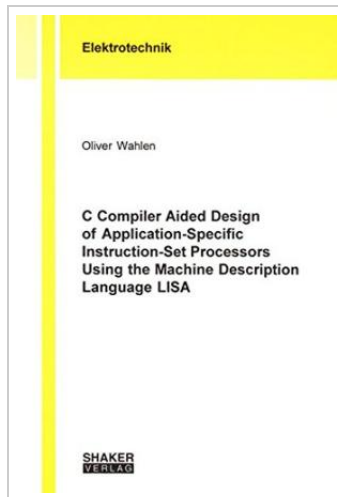 Elektrotechnik
Oliver Wahlen
C Compiler Aided Design
of Application-Specific
Instruction-Set Processors
Using the Machine Description
Language LISA
SHAKER
VERLAG